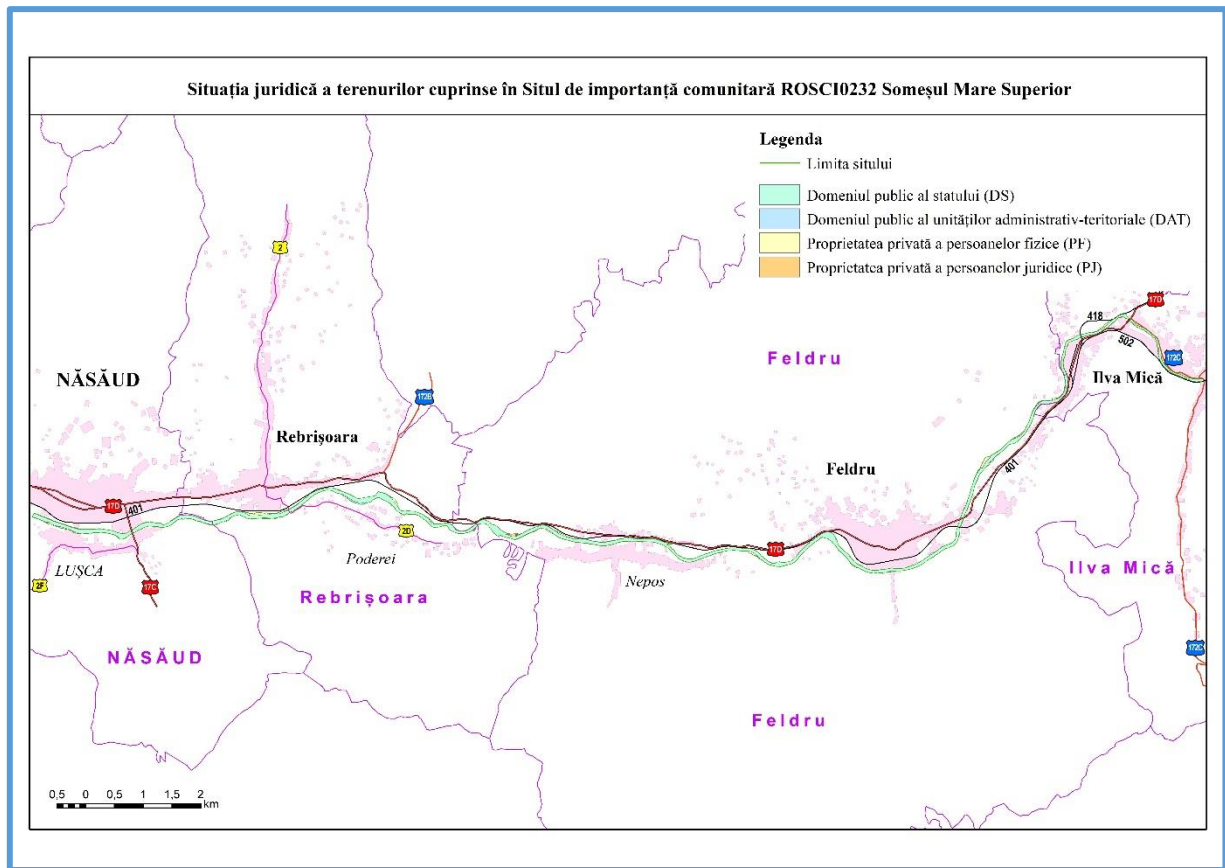 Situația juridică a terenurilor cuprinse în Situl de importanță comunitară ROSCI0232 Someșul Mare Superior
Legenda
Limita sitului
Domeniul public al statului (DS)
Domeniul public al unităților administrativ-teritoriale (DAT)
Proprietatea privată a persoanelor fizice (PF)
Proprietatea privată a persoanelor juridice (PJ)
2
17D
418
502
172C
Feldru
NĂSĂUD
172B
Ilva Mică
Rebrișoara
Feldru
401
17D
401
2D
17D
Poderei
LUȘCA
2F
17C
Nepos
Ilva Mică
Rebrișoara
172C
NĂSĂUD
Feldru
0,5 0 0,5 1 1,5 2
km